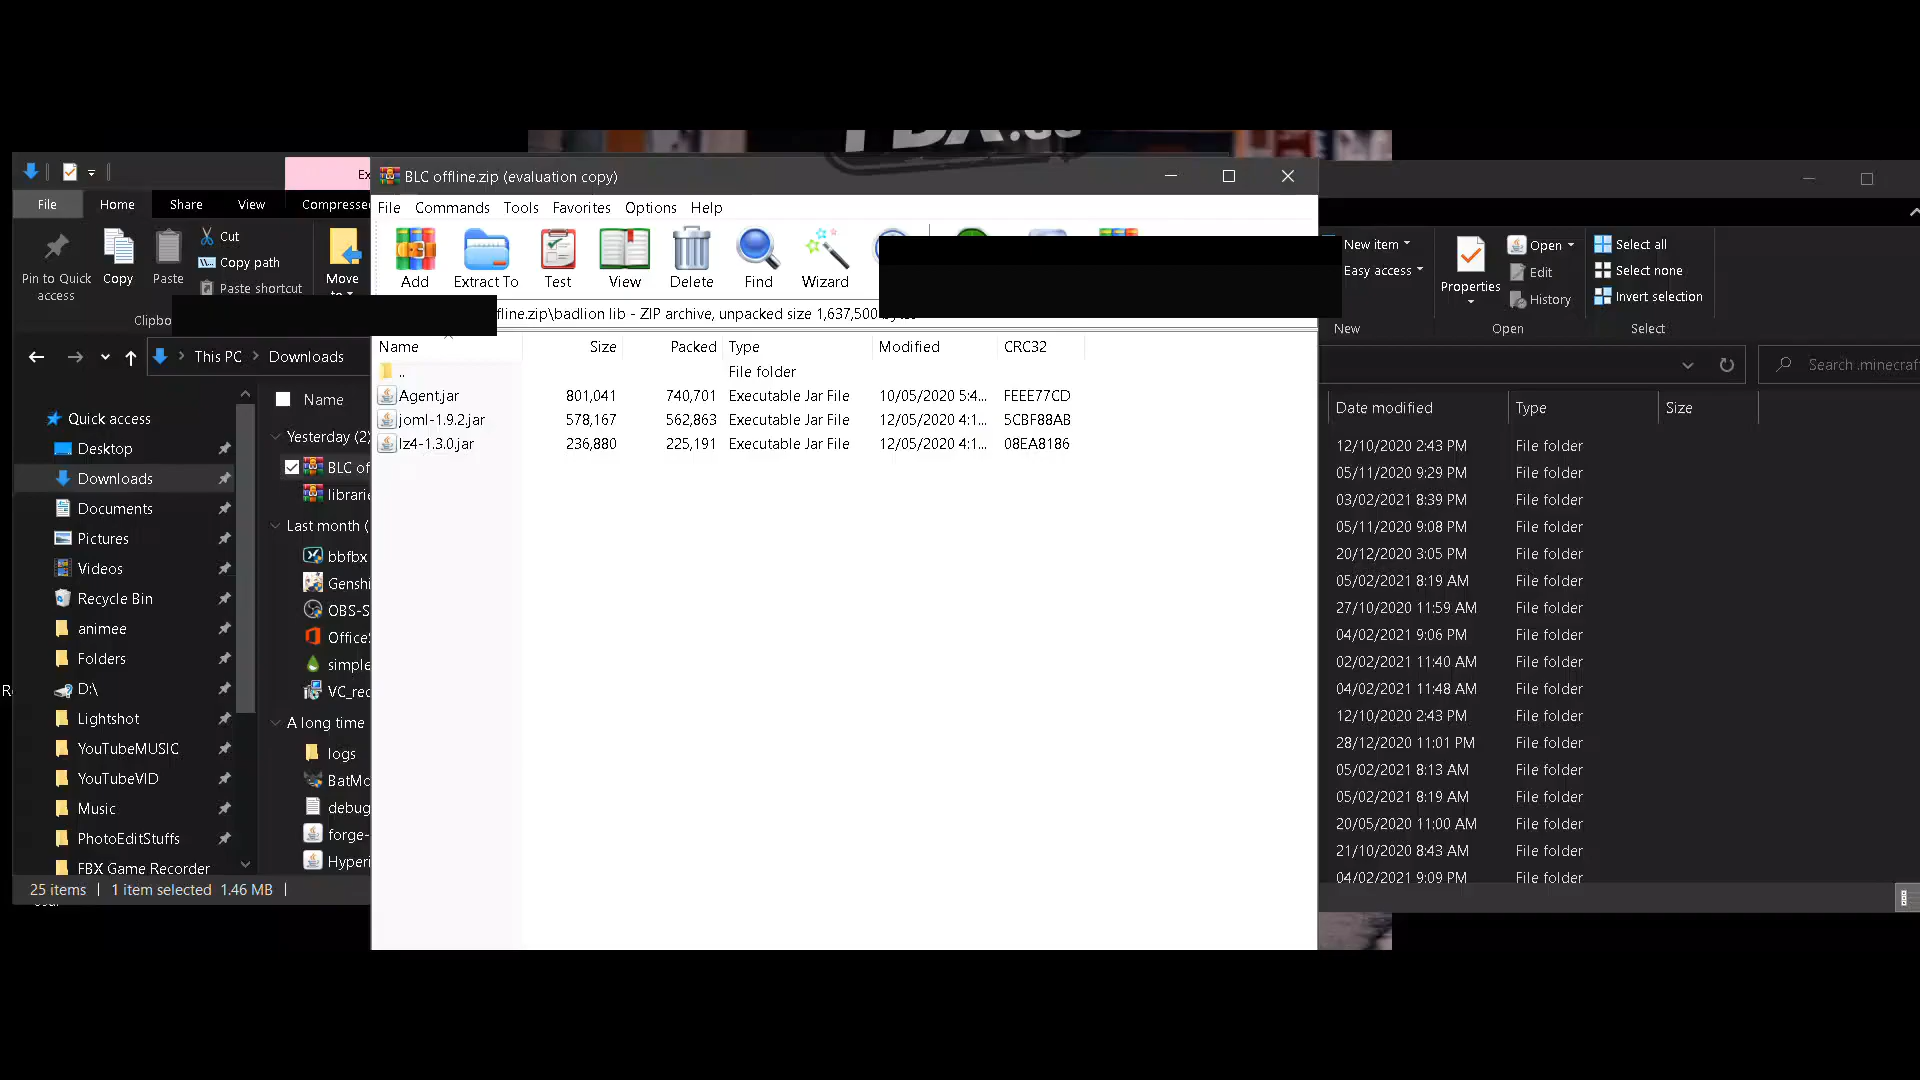 BLC offline.zip (evaluation copy)
File Commands Tools Favorites Options Help
Add Extract To Test View Delete Find Wizard
fline.zip\badlion lib - ZIP archive, unpacked size 1,637,500
Name Size Packed Type Modified CRC32
.. File folder
Agent.jar 801,041 740,701 Executable Jar File 10/05/2020 5:4... FEEE77CD
joml-1.9.2.jar 578,167 562,863 Executable Jar File 12/05/2020 4:1... 5CBF88AB
lz4-1.3.0.jar 236,880 225,191 Executable Jar File 12/05/2020 4:1... 08EA8186
Ex
File Home Share View Compresse
Pin to Quick access
Copy
Paste
Cut
Copy path
Paste shortcut
Move to
Clipbo
This PC > Downloads
Quick access
Desktop
Downloads
Documents
Pictures
Videos
Recycle Bin
animee
Folders
D:\
Lightshot
YouTubeMUSIC
YouTubeVID
Music
PhotoEditStuffs
FBX Game Recorder
Name
Yesterday (2)
BLC of
librarie
Last month (
bbfbx
Genshi
OBS-S
Office
simple
VC_red
A long time
logs
BatMo
debug
forge-
Hyperi
25 items | 1 item selected 1.46 MB |
New item
Easy access
New
Properties
Open
Edit
History
Open
Select all
Select none
Invert selection
Select
Search .minecraft
Date modified Type Size
12/10/2020 2:43 PM File folder
05/11/2020 9:29 PM File folder
03/02/2021 8:39 PM File folder
05/11/2020 9:08 PM File folder
20/12/2020 3:05 PM File folder
05/02/2021 8:19 AM File folder
27/10/2020 11:59 AM File folder
04/02/2021 9:06 PM File folder
02/02/2021 11:40 AM File folder
04/02/2021 11:48 AM File folder
12/10/2020 2:43 PM File folder
28/12/2020 11:01 PM File folder
05/02/2021 8:13 AM File folder
05/02/2021 8:19 AM File folder
20/05/2020 11:00 AM File folder
21/10/2020 8:43 AM File folder
04/02/2021 9:09 PM File folder